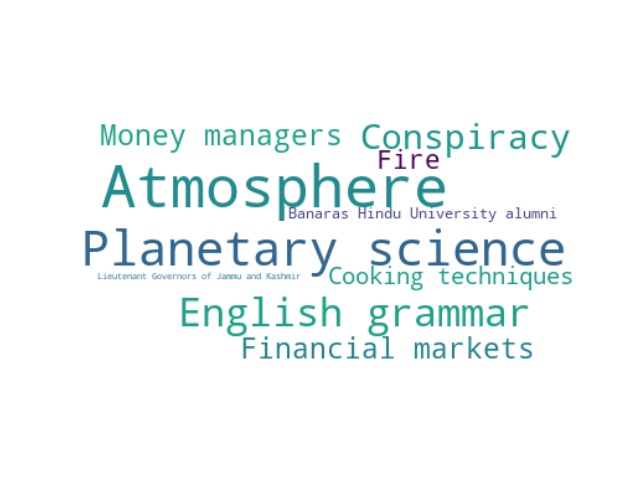 Money managers
Conspiracy
Fire
Atmosphere
Banaras Hindu University alumni
Planetary science
Lieutenant Governors of Jammu and Kashmir
Cooking techniques
English grammar
Financial markets